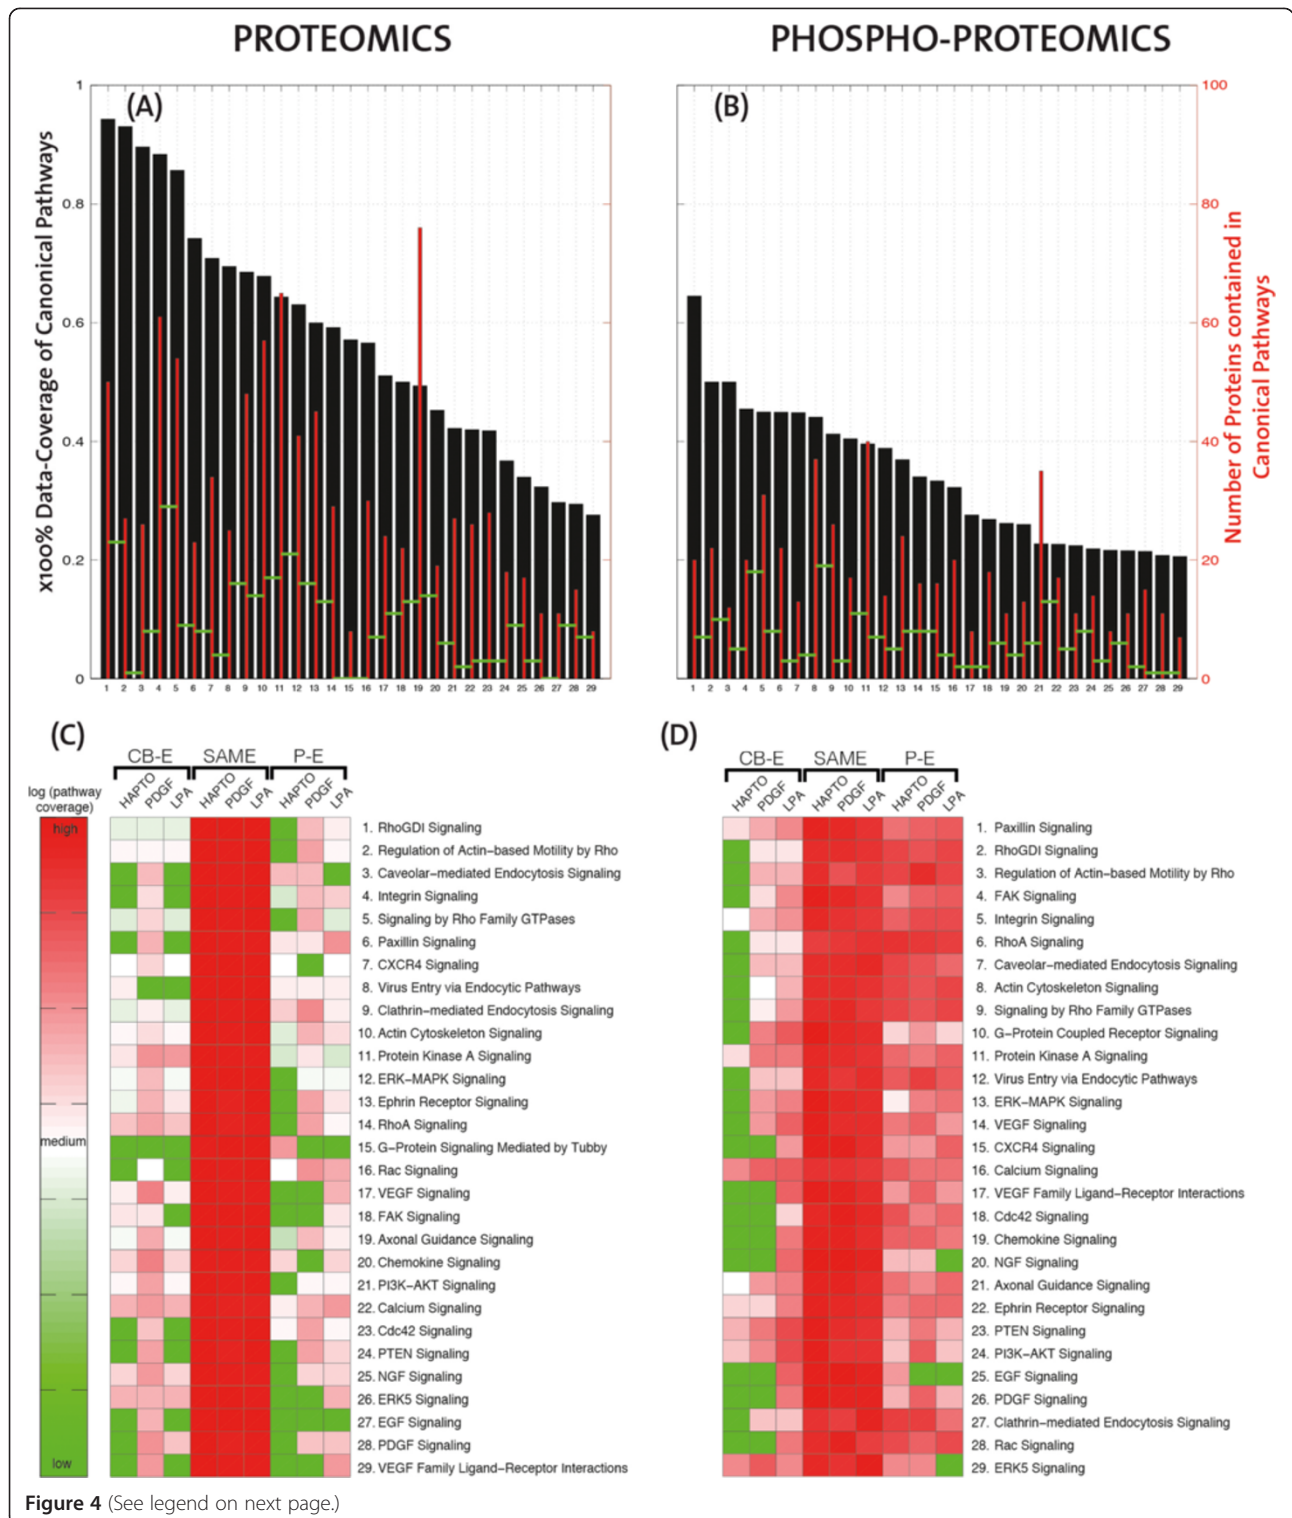 PROTEOMICS
PHOSPHO-PROTEOMICS
(A)
(B)
x100% Data-Coverage of Canonical Pathways
1
0.8
0.6
0.4
0.2
0
1 2 3 4 5 6 7 8 9 10 11 12 13 14 15 16 17 18 19 20 21 22 23 24 25 26 27 28 29
1 2 3 4 5 6 7 8 9 10 11 12 13 14 15 16 17 18 19 20 21 22 23 24 25 26 27 28 29
100
80
60
40
20
0
Number of Proteins contained in
Canonical Pathways
(C)
CB-E SAME P-E
HAPTO PDGF LPA HAPTO PDGF LPA HAPTO PDGF LPA
log (pathway
coverage)
high
medium
low
1. RhoGDI Signaling
2. Regulation of Actin-based Motility by Rho
3. Caveolar-mediated Endocytosis Signaling
4. Integrin Signaling
5. Signaling by Rho Family GTPases
6. Paxillin Signaling
7. CXCR4 Signaling
8. Virus Entry via Endocytic Pathways
9. Clathrin-mediated Endocytosis Signaling
10. Actin Cytoskeleton Signaling
11. Protein Kinase A Signaling
12. ERK-MAPK Signaling
13. Ephrin Receptor Signaling
14. RhoA Signaling
15. G-Protein Signaling Mediated by Tubby
16. Rac Signaling
17. VEGF Signaling
18. FAK Signaling
19. Axonal Guidance Signaling
20. Chemokine Signaling
21. PI3K-AKT Signaling
22. Calcium Signaling
23. Cdc42 Signaling
24. PTEN Signaling
25. NGF Signaling
26. ERK5 Signaling
27. EGF Signaling
28. PDGF Signaling
29. VEGF Family Ligand-Receptor Interactions
(D)
CB-E SAME P-E
HAPTO PDGF LPA HAPTO PDGF LPA HAPTO PDGF LPA
1. Paxillin Signaling
2. RhoGDI Signaling
3. Regulation of Actin-based Motility by Rho
4. FAK Signaling
5. Integrin Signaling
6. RhoA Signaling
7. Caveolar-mediated Endocytosis Signaling
8. Actin Cytoskeleton Signaling
9. Signaling by Rho Family GTPases
10. G-Protein Coupled Receptor Signaling
11. Protein Kinase A Signaling
12. Virus Entry via Endocytic Pathways
13. ERK-MAPK Signaling
14. VEGF Signaling
15. CXCR4 Signaling
16. Calcium Signaling
17. VEGF Family Ligand-Receptor Interactions
18. Cdc42 Signaling
19. Chemokine Signaling
20. NGF Signaling
21. Axonal Guidance Signaling
22. Ephrin Receptor Signaling
23. PTEN Signaling
24. PI3K-AKT Signaling
25. EGF Signaling
26. PDGF Signaling
27. Clathrin-mediated Endocytosis Signaling
28. Rac Signaling
29. ERK5 Signaling
Figure 4 (See legend on next page.)